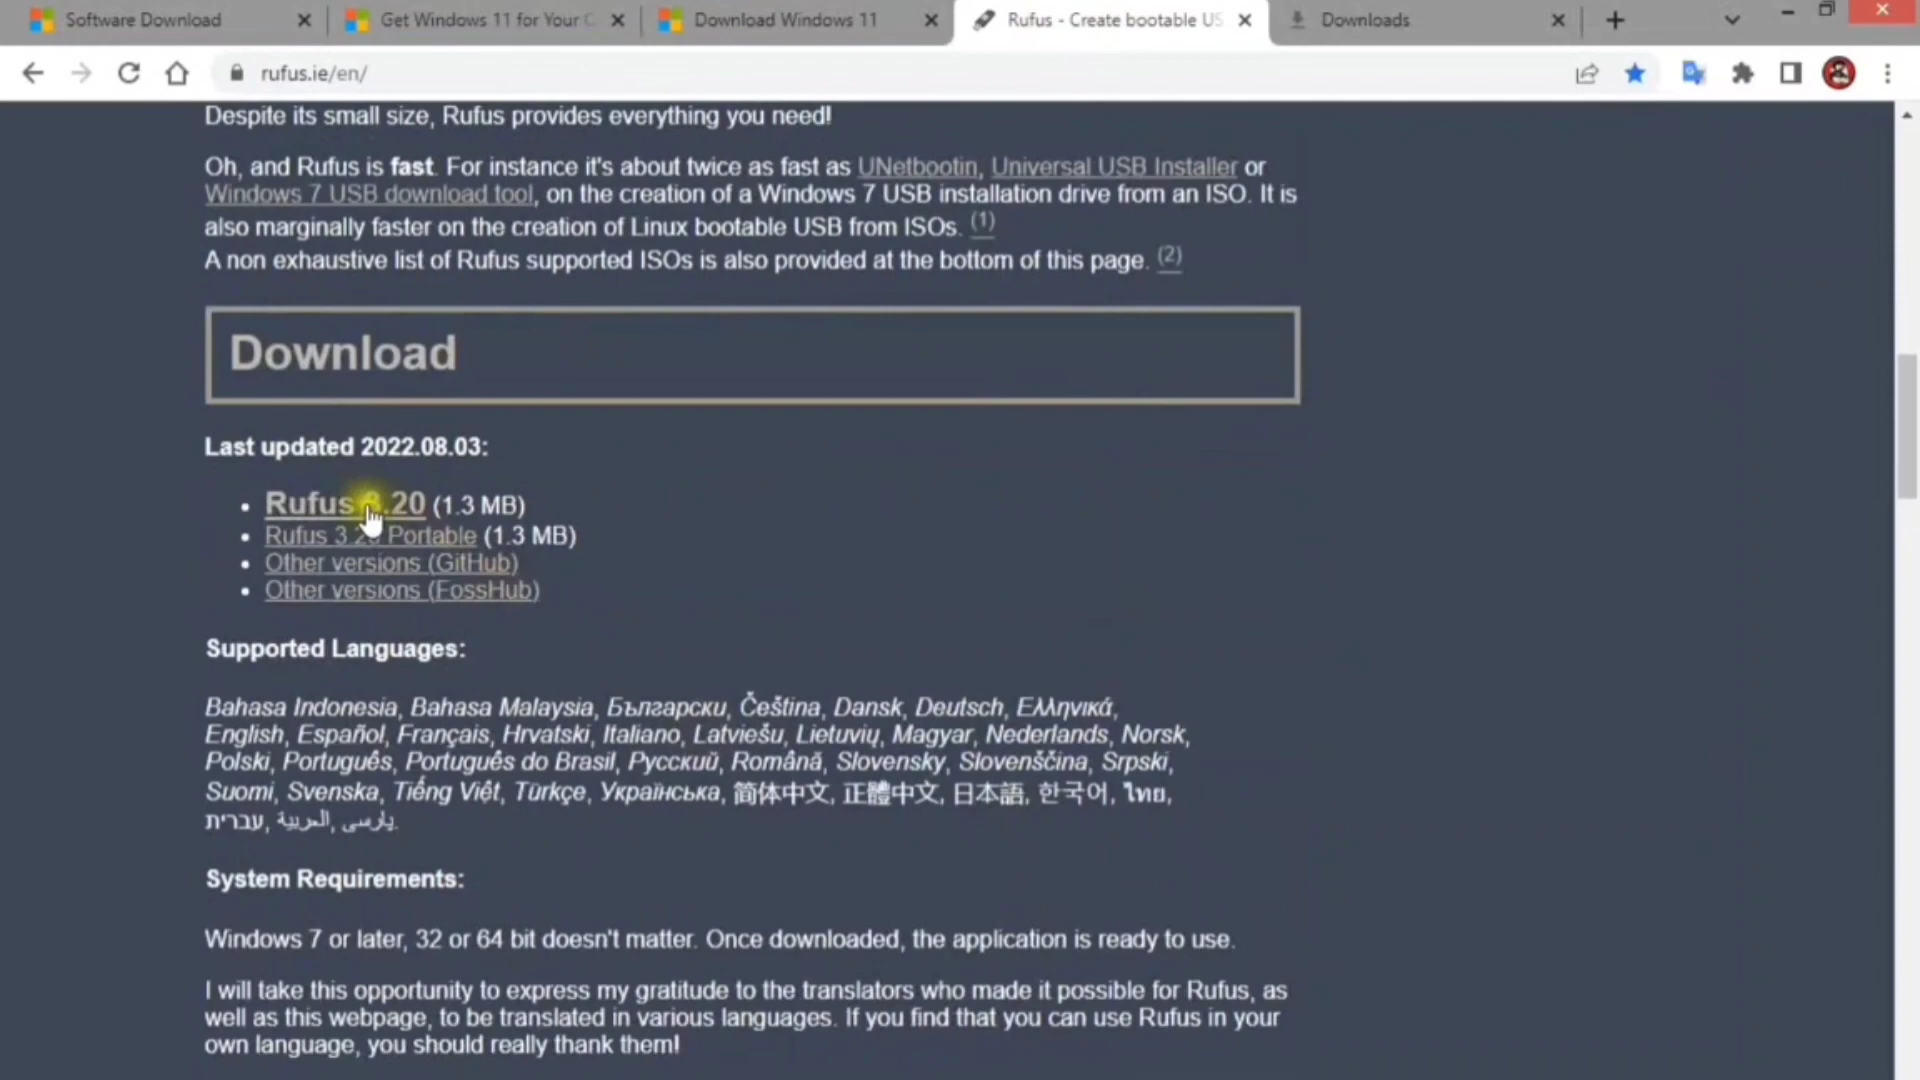 Software Download
Get Windows 11 for Your C
Download Windows 11
Rufus - Create bootable US
Downloads
rufus.ie/en/
Despite its small size, Rufus provides everything you need!
Oh, and Rufus is fast. For instance it's about twice as fast as UNetbootin, Universal USB Installer or
Windows 7 USB download tool, on the creation of a Windows 7 USB installation drive from an ISO. It is
also marginally faster on the creation of Linux bootable USB from ISOs. (1)
A non exhaustive list of Rufus supported ISOs is also provided at the bottom of this page. (2)
Download
Last updated 2022.08.03:
• Rufus 3.20 (1.3 MB)
• Rufus 3.20 Portable (1.3 MB)
• Other versions (GitHub)
• Other versions (FossHub)
Supported Languages:
Bahasa Indonesia, Bahasa Malaysia, Български, Čeština, Dansk, Deutsch, Ελληνικά,
English, Español, Français, Hrvatski, Italiano, Latviešu, Lietuvių, Magyar, Nederlands, Norsk,
Polski, Português, Português do Brasil, Русский, Română, Slovensky, Slovenščina, Srpski,
Suomi, Svenska, Tiếng Việt, Türkçe, Українська, 简体中文, 正體中文, 日本語, 한국어, ไทย,
עברית, العربية, پارسی.
System Requirements:
Windows 7 or later, 32 or 64 bit doesn't matter. Once downloaded, the application is ready to use.
I will take this opportunity to express my gratitude to the translators who made it possible for Rufus, as
well as this webpage, to be translated in various languages. If you find that you can use Rufus in your
own language, you should really thank them!